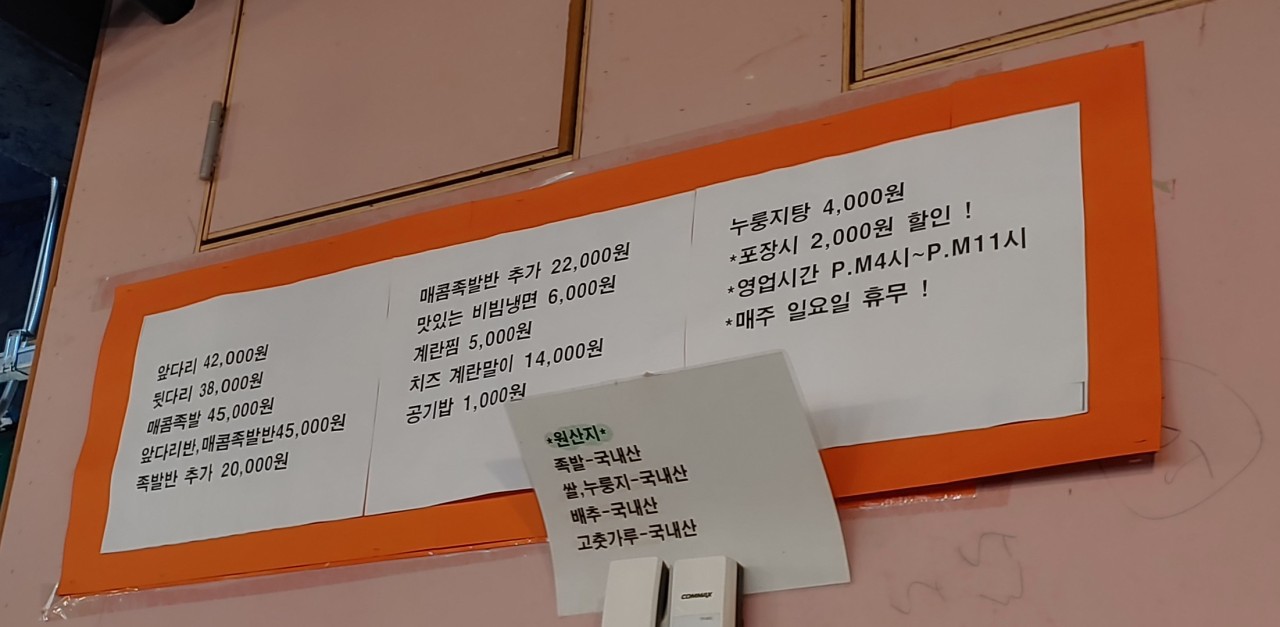 앞다리 42,000원
뒷다리 38,000원
매콤족발 45,000원
앞다리반,매콤족발반45,000원
족발반 추가 20,000원
매콤족발반 추가 22,000원
맛있는 비빔냉면 6,000원
계란찜 5,000원
치즈 계란말이 14,000원
공기밥 1,000원
누룽지탕 4,000원
*포장시 2,000원 할인 !
*영업시간 P.M4시~P.M11시
*매주 일요일 휴무 !
*원산지*
족발-국내산
쌀,누룽지-국내산
배추-국내산
고춧가루-국내산
COMMAX